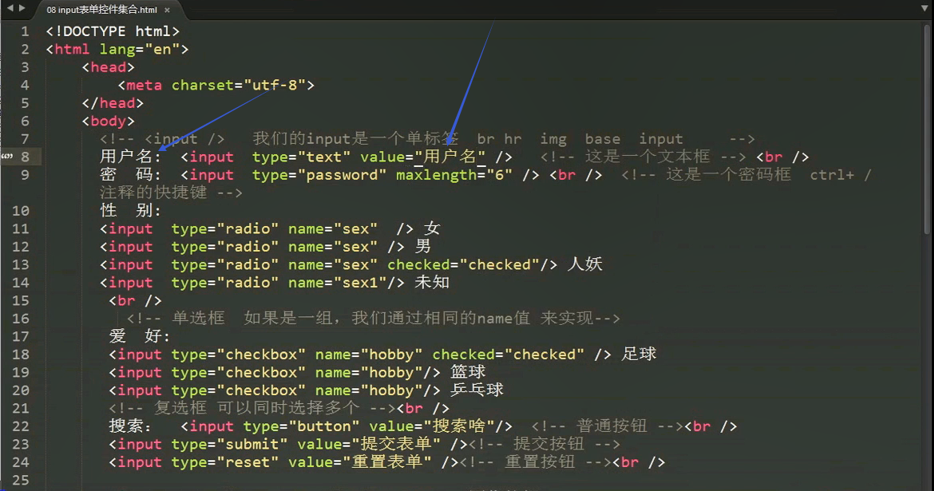 08 input表单控件集合.html ×
1 <!DOCTYPE html>
2 <html lang="en">
3 <head>
4 <meta charset="utf-8">
5 </head>
6 <body>
7 <!-- <input /> 我们的input是一个单标签 br hr img base input -->
8 用户名: <input type="text" value="用户名" /> <!-- 这是一个文本框 --> <br />
9 密 码: <input type="password" maxlength="6" /> <br /> <!-- 这是一个密码框 ctrl+ /
注释的快捷键 -->
10 性 别:
11 <input type="radio" name="sex" /> 女
12 <input type="radio" name="sex" /> 男
13 <input type="radio" name="sex" checked="checked"/> 人妖
14 <input type="radio" name="sex1"/> 未知
15 <br />
16 <!-- 单选框 如果是一组，我们通过相同的name值 来实现-->
17 爱 好:
18 <input type="checkbox" name="hobby" checked="checked" /> 足球
19 <input type="checkbox" name="hobby"/> 篮球
20 <input type="checkbox" name="hobby"/> 乒乓球
21 <!-- 复选框 可以同时选择多个 --><br />
22 搜索: <input type="button" value="搜索啥"/> <!-- 普通按钮 --><br />
23 <input type="submit" value="提交表单" /><!-- 提交按钮 -->
24 <input type="reset" value="重置表单" /><!-- 重置按钮 --><br />
25